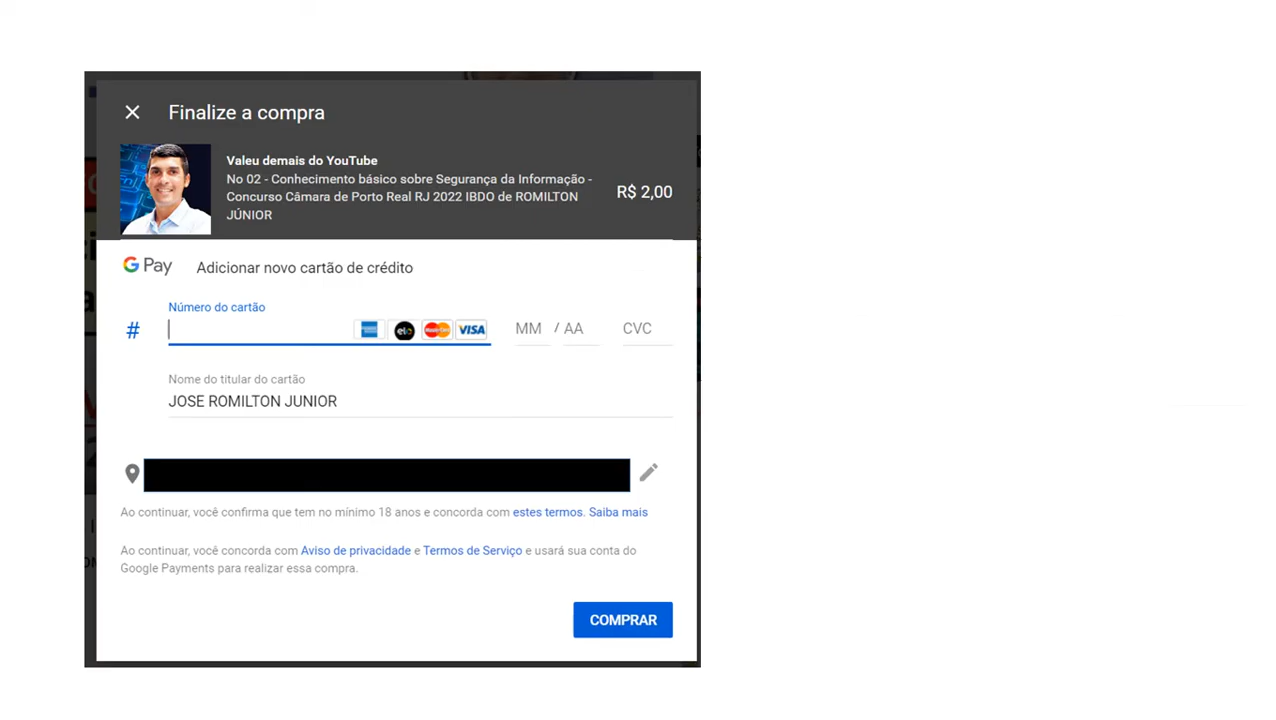 Finalize a compra
Valeu demais do YouTube
No 02 - Conhecimento básico sobre Segurança da Informação -
Concurso Câmara de Porto Real RJ 2022 IBDO de ROMILTON
JÚNIOR
R$ 2,00
G Pay Adicionar novo cartão de crédito
Número do cartão
# elo MasterCard VISA MM / AA CVC
Nome do titular do cartão
JOSE ROMILTON JUNIOR
Ao continuar, você confirma que tem no mínimo 18 anos e concorda com estes termos. Saiba mais
Ao continuar, você concorda com Aviso de privacidade e Termos de Serviço e usará sua conta do
Google Payments para realizar essa compra.
COMPRAR